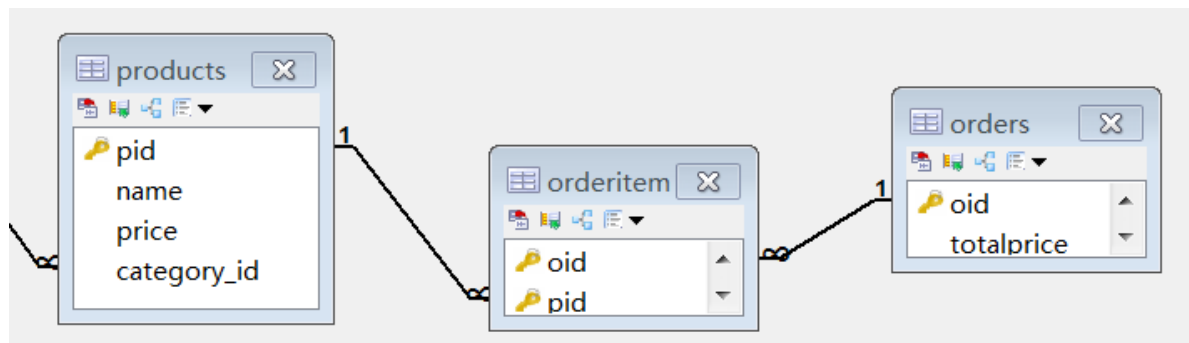 products
pid
name
price
category_id
1
∞
∞
orderitem
oid
pid
∞
1
orders
oid
totalprice